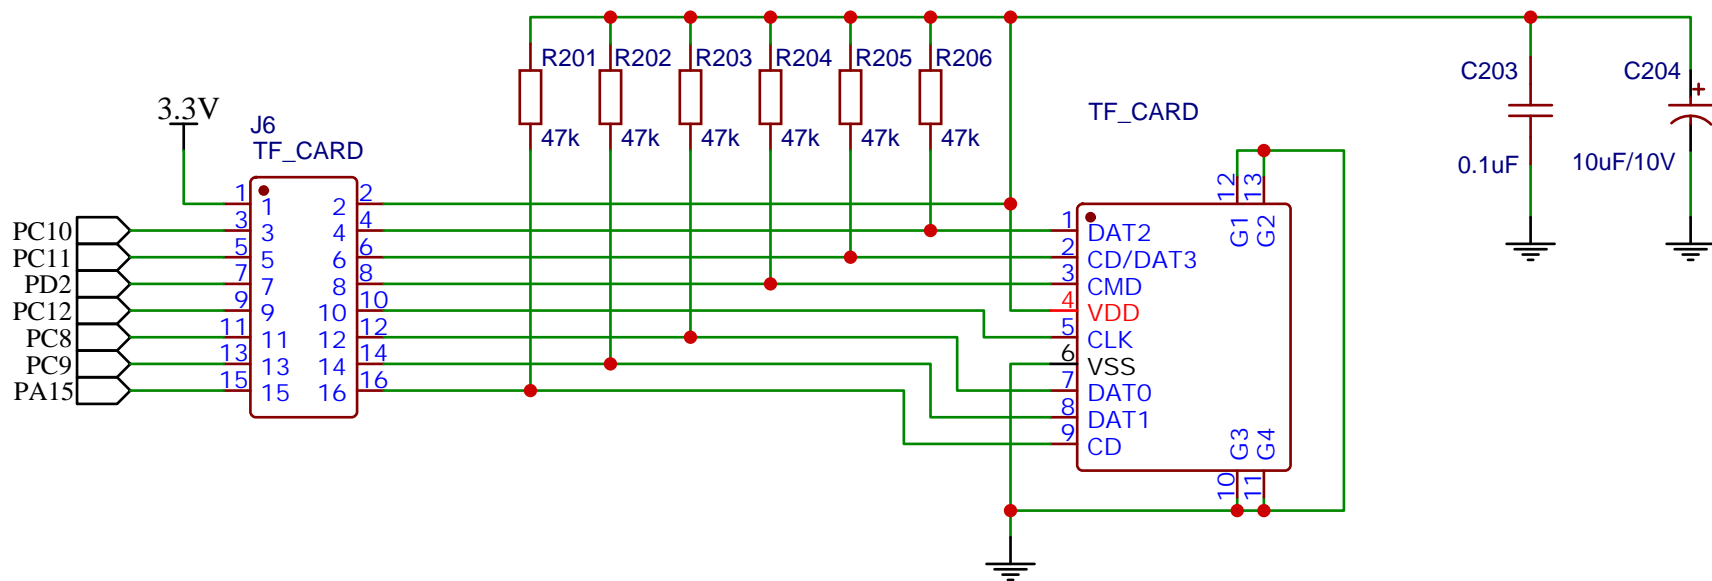 R201 R202 R203 R204 R205 R206
47k 47k 47k 47k 47k 47k
C203 C204
+
0.1uF 10uF/10V
3.3V
J6
TF_CARD
1 1 2 2
PC10 3 3 4 4
PC11 5 5 6 6
PD2 7 7 8 8
PC12 9 9 10 10
PC8 11 11 12 12
PC9 13 13 14 14
PA15 15 15 16 16
TF_CARD
12 13
G1 G2
1 DAT2
2 CD/DAT3
3 CMD
4 VDD
5 CLK
6 VSS
7 DAT0
8 DAT1
9 CD
G3 G4
10 11